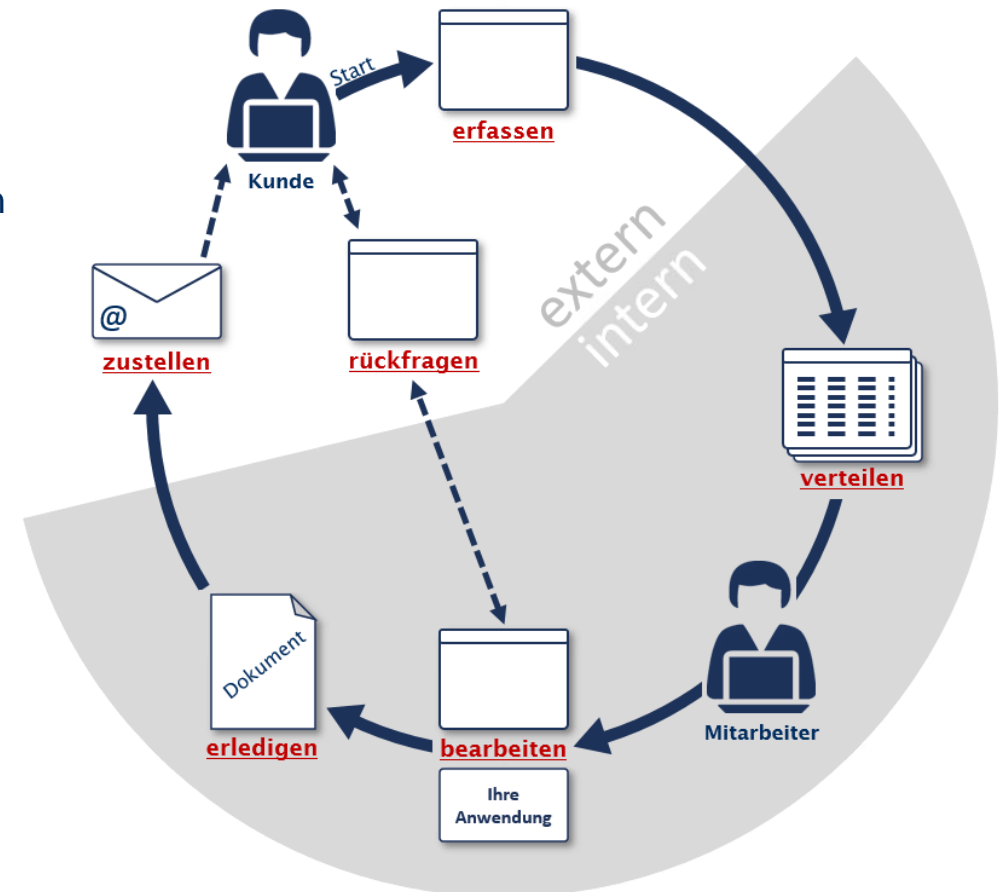 Start
erfassen
Kunde
extern
intern
@
zustellen
rückfragen
verteilen
Dokument
Mitarbeiter
erledigen
bearbeiten
Ihre
Anwendung